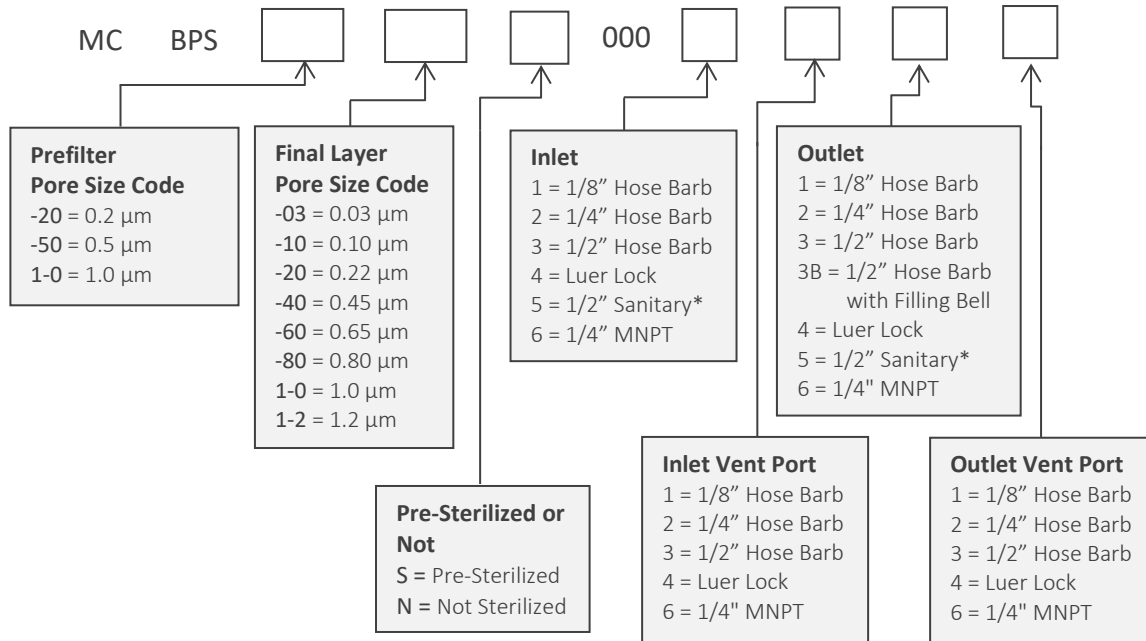 MC BPS 000
Prefilter
Pore Size Code
-20 = 0.2 µm
-50 = 0.5 µm
1-0 = 1.0 µm
Final Layer
Pore Size Code
-03 = 0.03 µm
-10 = 0.10 µm
-20 = 0.22 µm
-40 = 0.45 µm
-60 = 0.65 µm
-80 = 0.80 µm
1-0 = 1.0 µm
1-2 = 1.2 µm
Pre-Sterilized or
Not
S = Pre-Sterilized
N = Not Sterilized
Inlet
1 = 1/8” Hose Barb
2 = 1/4” Hose Barb
3 = 1/2” Hose Barb
4 = Luer Lock
5 = 1/2” Sanitary*
6 = 1/4” MNPT
Inlet Vent Port
1 = 1/8” Hose Barb
2 = 1/4” Hose Barb
3 = 1/2” Hose Barb
4 = Luer Lock
6 = 1/4" MNPT
Outlet
1 = 1/8” Hose Barb
2 = 1/4” Hose Barb
3 = 1/2” Hose Barb
3B = 1/2” Hose Barb
with Filling Bell
4 = Luer Lock
5 = 1/2” Sanitary*
6 = 1/4" MNPT
Outlet Vent Port
1 = 1/8” Hose Barb
2 = 1/4” Hose Barb
3 = 1/2” Hose Barb
4 = Luer Lock
6 = 1/4" MNPT